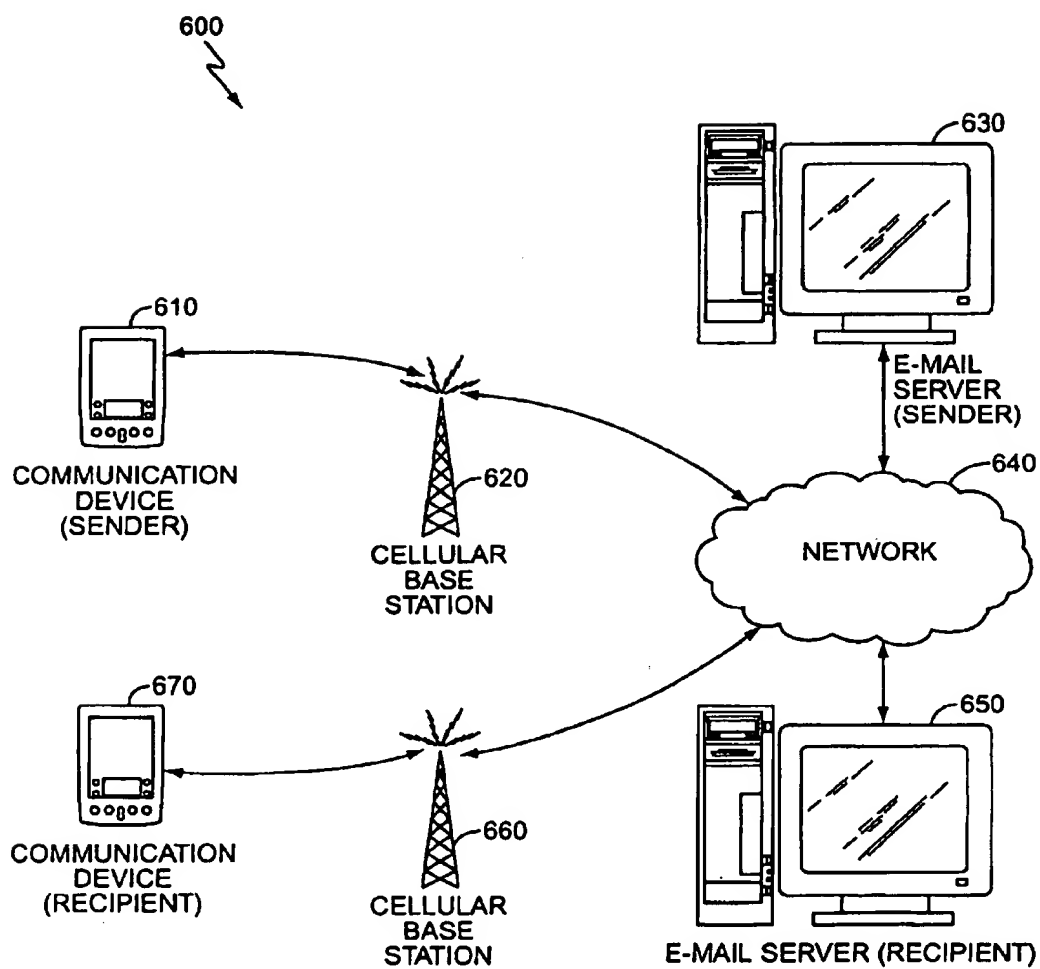 600
630
610
E-MAIL
SERVER
(SENDER)
COMMUNICATION
DEVICE
(SENDER)
620
640
CELLULAR
BASE
STATION
NETWORK
670
650
COMMUNICATION
DEVICE
(RECIPIENT)
660
CELLULAR
BASE
STATION
E-MAIL SERVER (RECIPIENT)